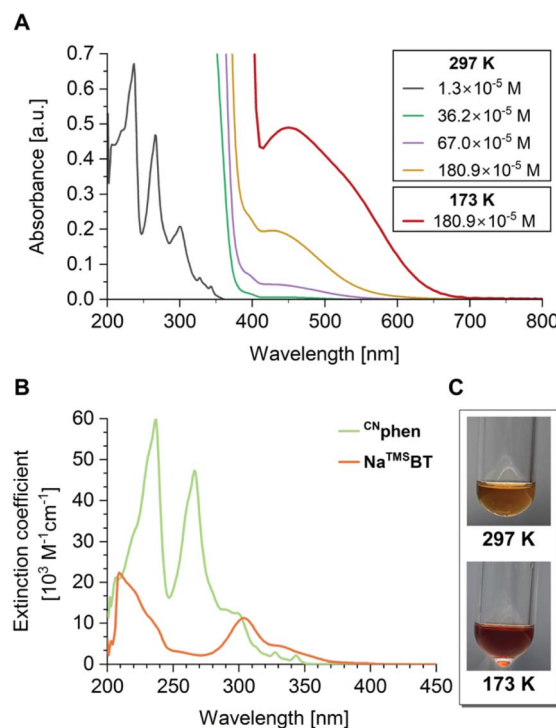 A
0.7
0.6
0.5
0.4
0.3
0.2
0.1
0.0
Absorbance [a.u.]
200 300 400 500 600 700 800
Wavelength [nm]
297 K
1.3×10⁻⁵ M
36.2×10⁻⁵ M
67.0×10⁻⁵ M
180.9×10⁻⁵ M
173 K
180.9×10⁻⁵ M
B
60
50
40
30
20
10
0
Extinction coefficient
[10³ M⁻¹cm⁻¹]
200 250 300 350 400 450
Wavelength [nm]
ᶜᴺphen
NaᵀᴹˢBT
C
297 K
173 K